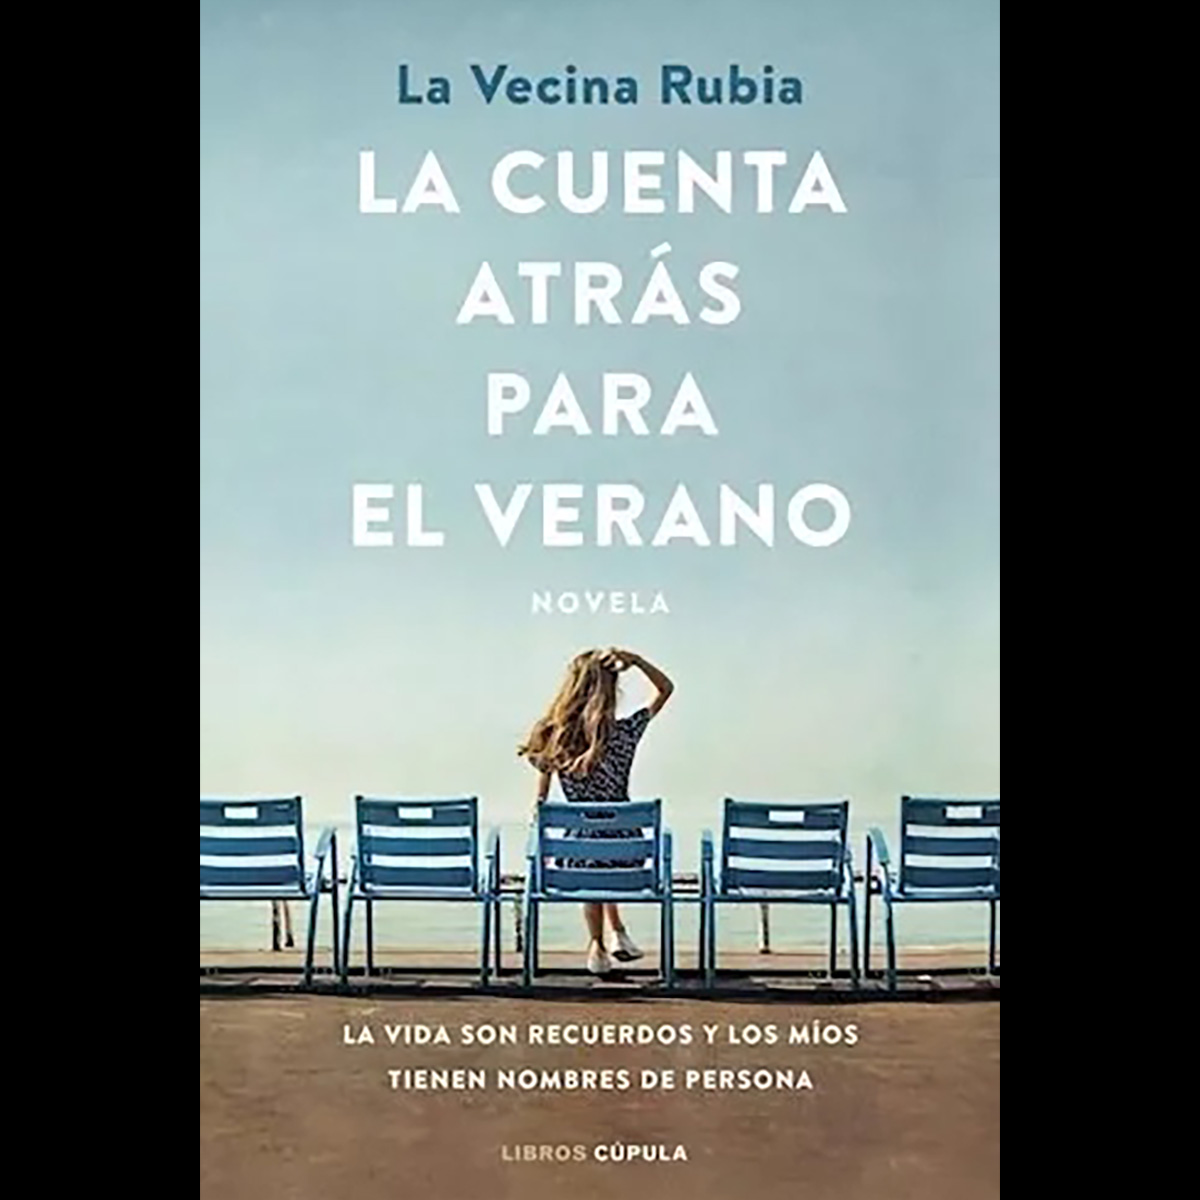 La Vecina Rubia
LA CUENTA
ATRÁS
PARA
EL VERANO
NOVELA
LA VIDA SON RECUERDOS Y LOS MÍOS
TIENEN NOMBRES DE PERSONA
LIBROS CÚPULA